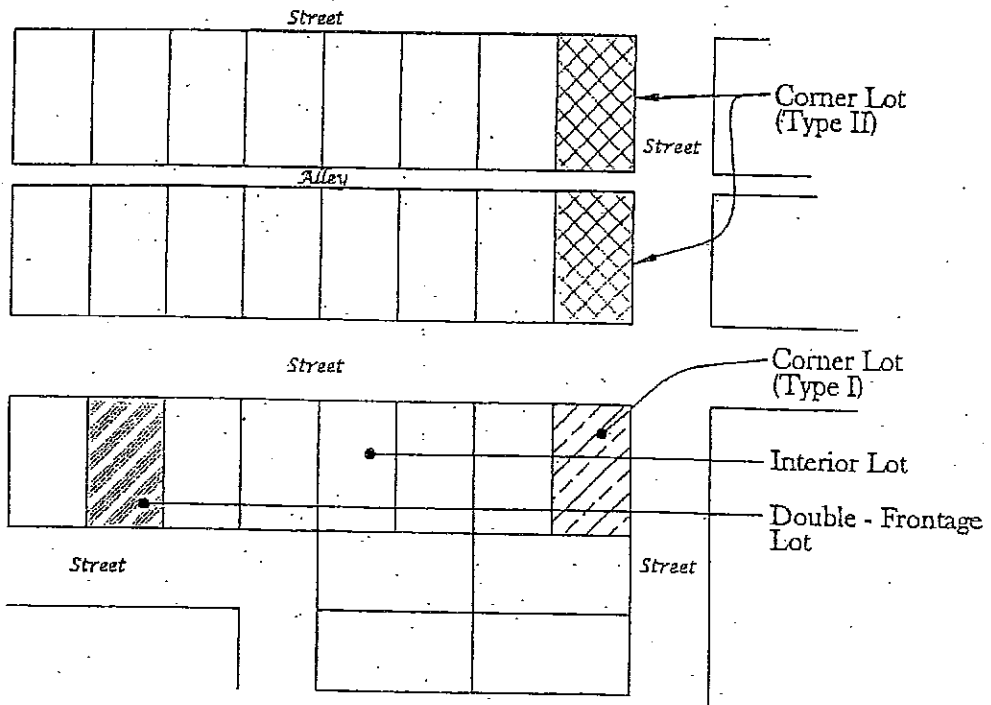 Street
Corner Lot
(Type II)
Street
Alley
Street
Corner Lot
(Type I)
Interior Lot
Double - Frontage
Lot
Street
Street